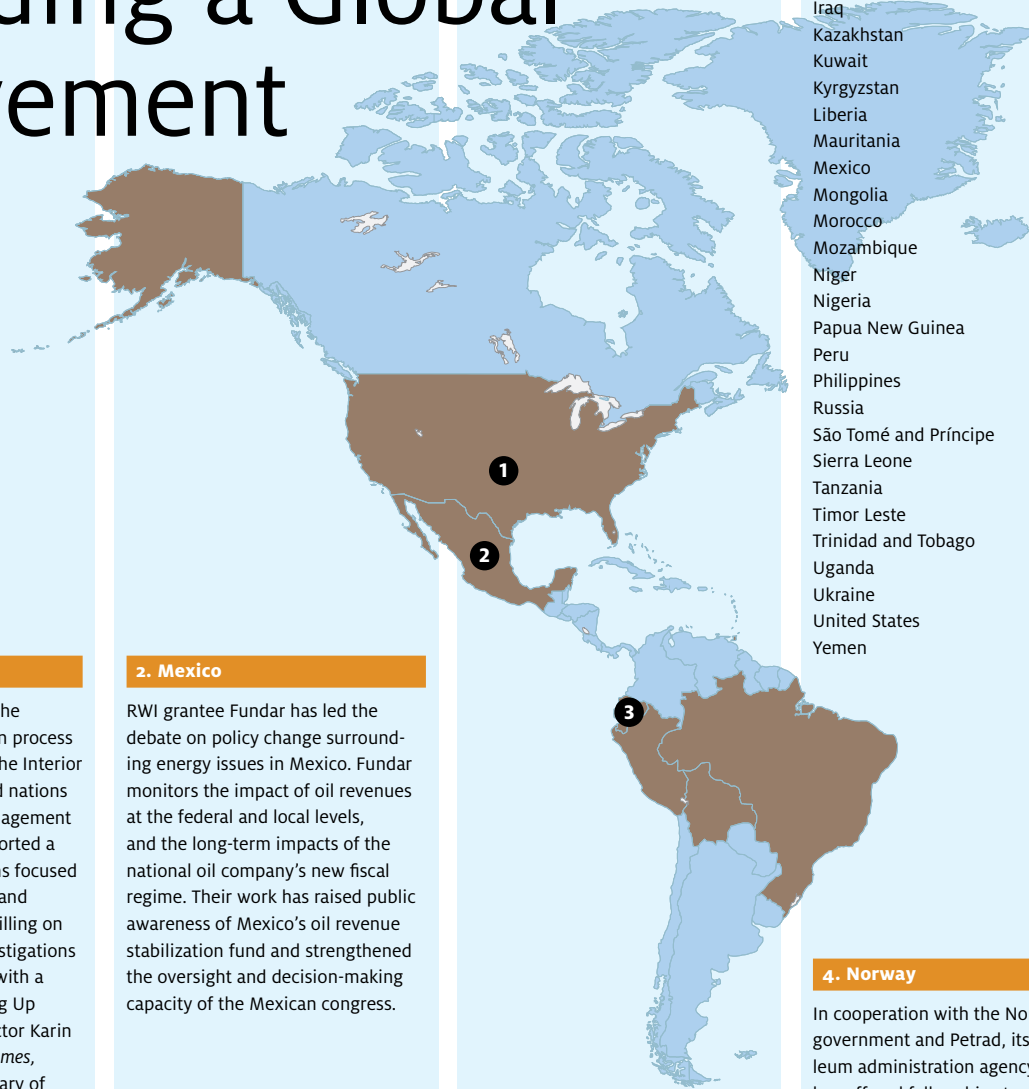 ding a Global
vement
1
2
3
he
n process
he Interior
d nations
agement
orted a
ns focused
and
illing on
stigations
with a
g Up
ctor Karin
mes,
ary of
2. Mexico
RWI grantee Fundar has led the
debate on policy change surround-
ing energy issues in Mexico. Fundar
monitors the impact of oil revenues
at the federal and local levels,
and the long-term impacts of the
national oil company’s new fiscal
regime. Their work has raised public
awareness of Mexico’s oil revenue
stabilization fund and strengthened
the oversight and decision-making
capacity of the Mexican congress.
Iraq
Kazakhstan
Kuwait
Kyrgyzstan
Liberia
Mauritania
Mexico
Mongolia
Morocco
Mozambique
Niger
Nigeria
Papua New Guinea
Peru
Philippines
Russia
São Tomé and Príncipe
Sierra Leone
Tanzania
Timor Leste
Trinidad and Tobago
Uganda
Ukraine
United States
Yemen
4. Norway
In cooperation with the No
government and Petrad, its
leum administration agency